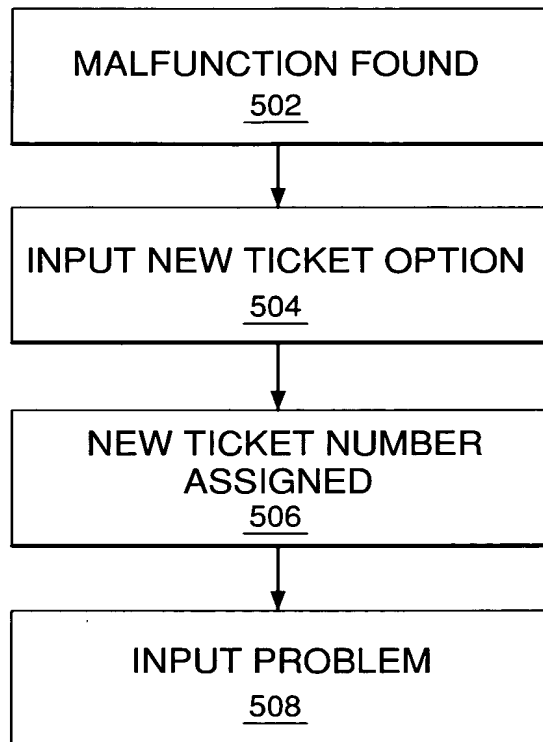 MALFUNCTION FOUND
502
INPUT NEW TICKET OPTION
504
NEW TICKET NUMBER
ASSIGNED
506
INPUT PROBLEM
508